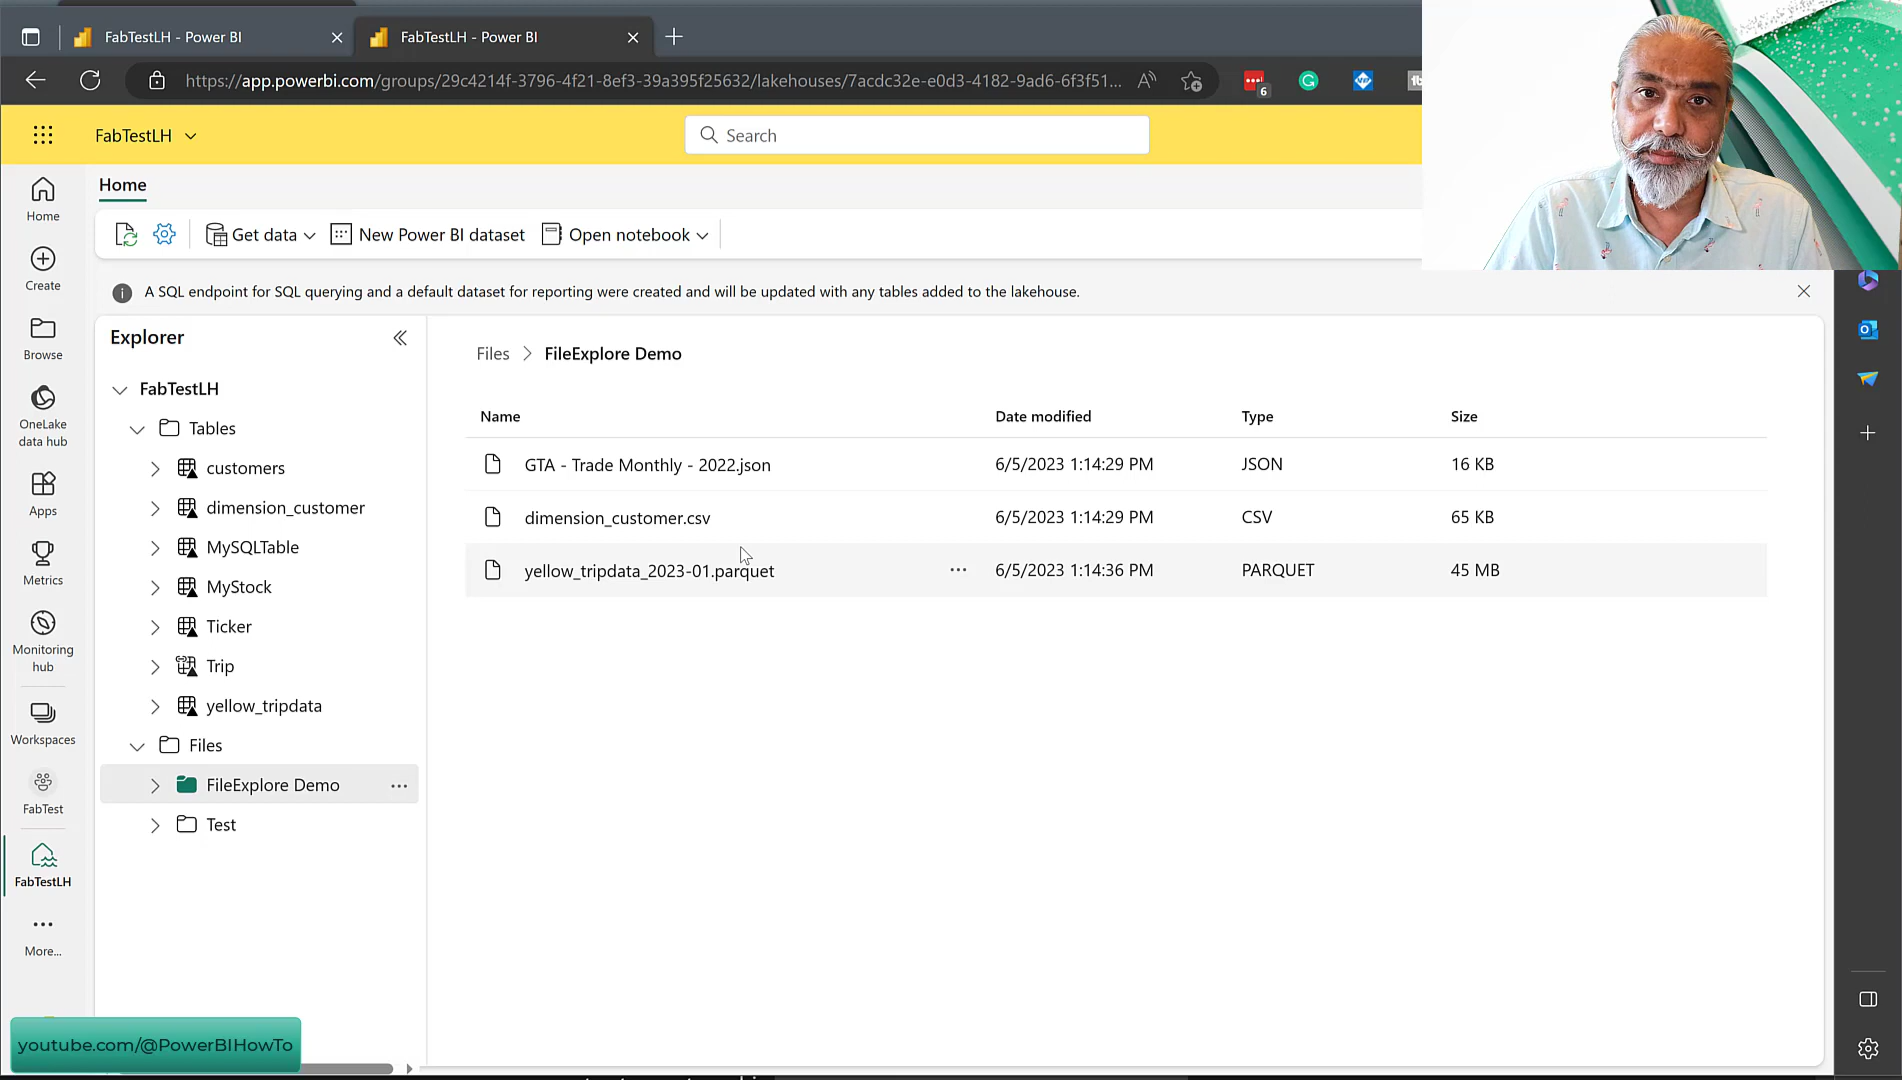 FabTestLH - Power BI
FabTestLH - Power BI
https://app.powerbi.com/groups/29c4214f-3796-4f21-8ef3-39a395f25632/lakehouses/7acdc32e-e0d3-4182-9ad6-6f3f51...
6
FabTestLH
Search
Home
Get data
New Power BI dataset
Open notebook
A SQL endpoint for SQL querying and a default dataset for reporting were created and will be updated with any tables added to the lakehouse.
Home
Create
Browse
OneLake
data hub
Apps
Metrics
Monitoring
hub
Workspaces
FabTest
FabTestLH
More...
Explorer
FabTestLH
Tables
customers
dimension_customer
MySQLTable
MyStock
Ticker
Trip
yellow_tripdata
Files
FileExplore Demo
Test
Files > FileExplore Demo
Name Date modified Type Size
GTA - Trade Monthly - 2022.json 6/5/2023 1:14:29 PM JSON 16 KB
dimension_customer.csv 6/5/2023 1:14:29 PM CSV 65 KB
yellow_tripdata_2023-01.parquet ... 6/5/2023 1:14:36 PM PARQUET 45 MB
youtube.com/@PowerBIHowTo